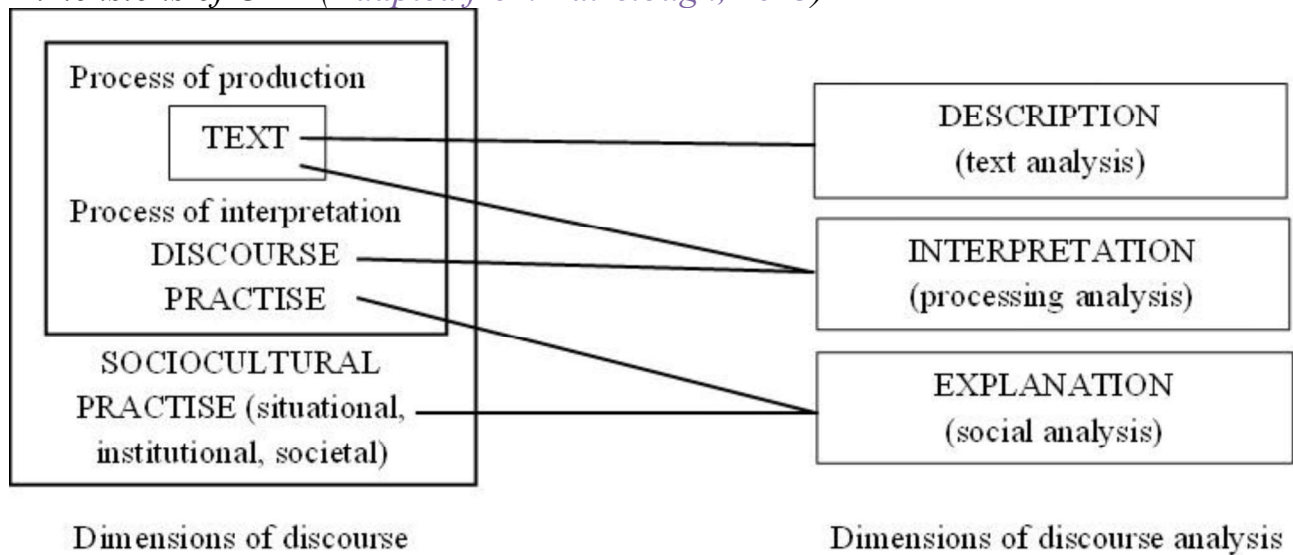 Process of production
TEXT
Process of interpretation
DISCOURSE
PRACTISE
SOCIOCULTURAL
PRACTISE (situational,
institutional, societal)
DESCRIPTION
(text analysis)
INTERPRETATION
(processing analysis)
EXPLANATION
(social analysis)
Dimensions of discourse
Dimensions of discourse analysis